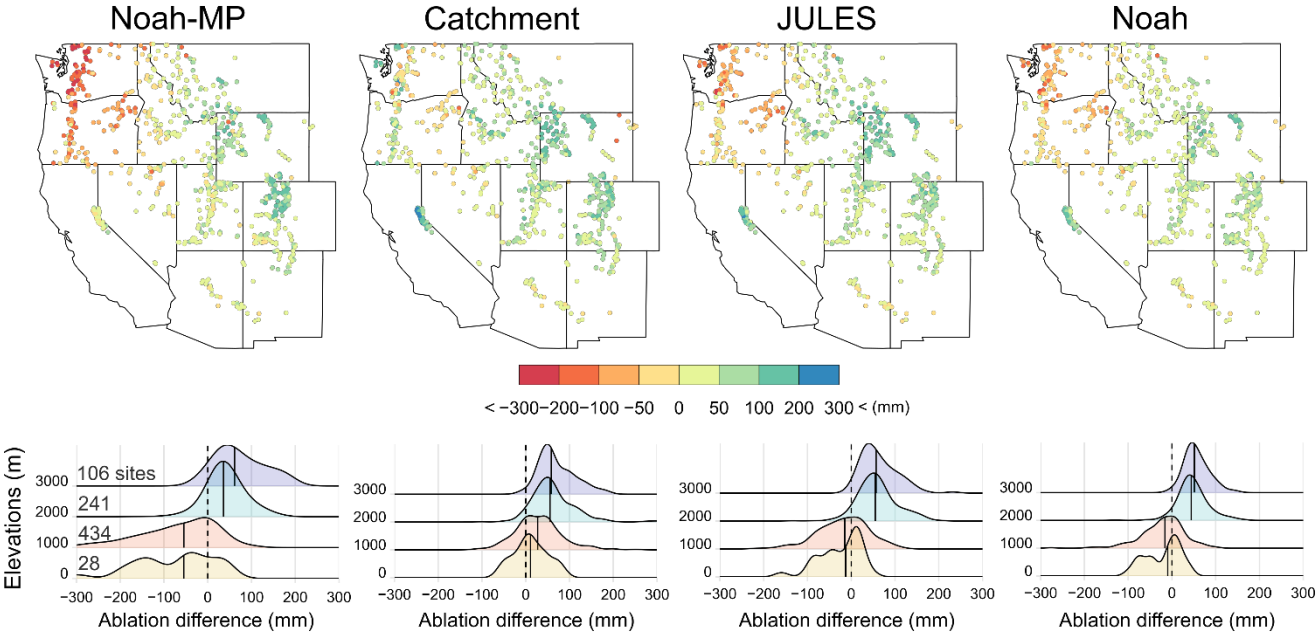 Noah-MP Catchment JULES Noah
< −300 −200 −100 −50 0 50 100 200 300 < (mm)
Elevations (m)
3000 106 sites
2000 241
1000 434
0 28
−300 −200 −100 0 100 200 300
Ablation difference (mm)
3000
2000
1000
0
−300 −200 −100 0 100 200 300
Ablation difference (mm)
3000
2000
1000
0
−300 −200 −100 0 100 200 300
Ablation difference (mm)
3000
2000
1000
0
−300 −200 −100 0 100 200 300
Ablation difference (mm)